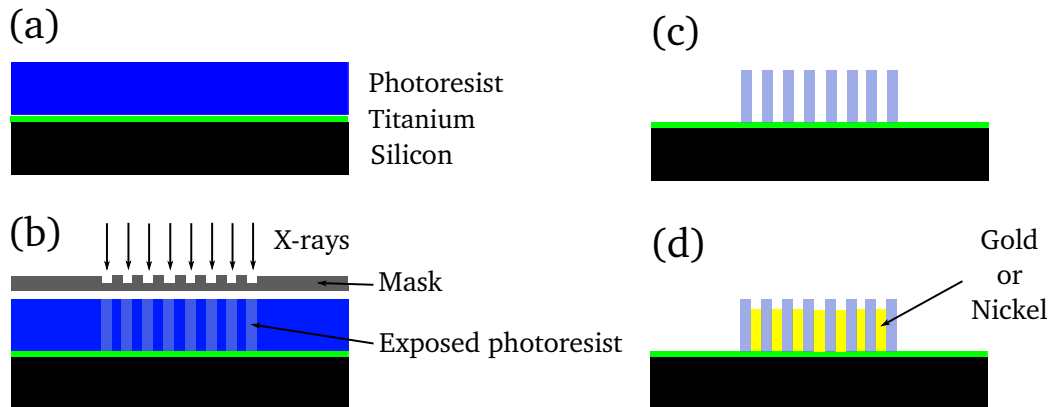 (a)
Photoresist
Titanium
Silicon
(b)
X-rays
Mask
Exposed photoresist
(c)
(d)
Gold
or
Nickel